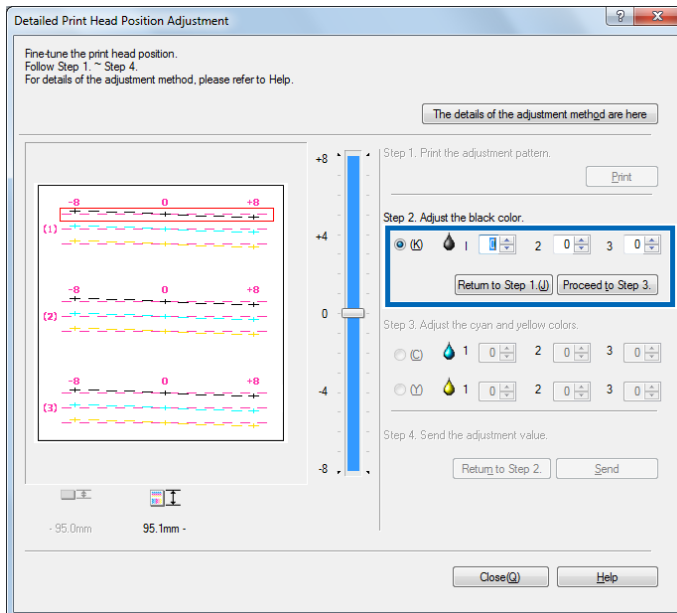 Detailed Print Head Position Adjustment
Fine-tune the print head position.
Follow Step 1. ~ Step 4.
For details of the adjustment method, please refer to Help.
The details of the adjustment method are here
-8 0 +8
(1)
-8 0 +8
(2)
-8 0 +8
(3)
- 95.0mm
95.1mm -
+8
+4
0
-4
-8
Step 1. Print the adjustment pattern.
Print
Step 2. Adjust the black color.
(K) 1 0 2 0 3 0
Return to Step 1.(J) Proceed to Step 3.
Step 3. Adjust the cyan and yellow colors.
(C) 1 0 2 0 3 0
(Y) 1 0 2 0 3 0
Step 4. Send the adjustment value.
Return to Step 2. Send
Close(Q) Help